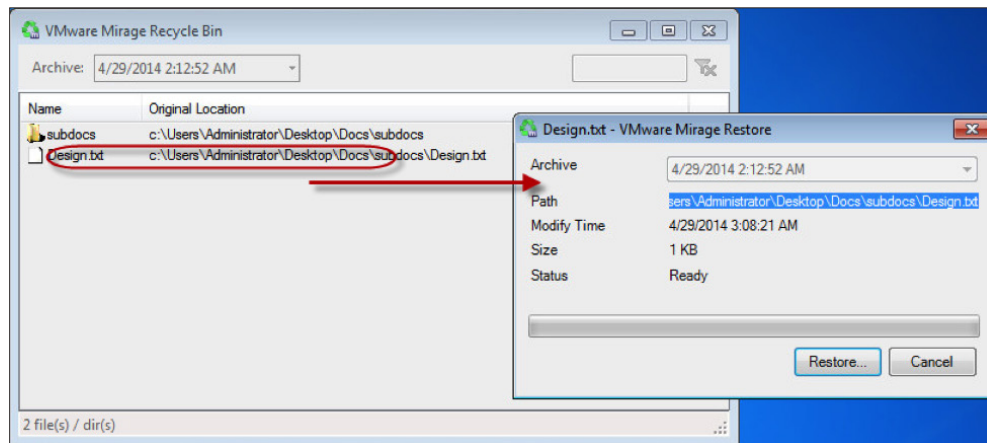 VMware Mirage Recycle Bin
Archive: 4/29/2014 2:12:52 AM
Name Original Location
subdocs c:\Users\Administrator\Desktop\Docs\subdocs
Design.txt c:\Users\Administrator\Desktop\Docs\subdocs\Design.txt
2 file(s) / dir(s)
Design.txt - VMware Mirage Restore
Archive 4/29/2014 2:12:52 AM
Path sers\Administrator\Desktop\Docs\subdocs\Design.txt
Modify Time 4/29/2014 3:08:21 AM
Size 1 KB
Status Ready
Restore... Cancel